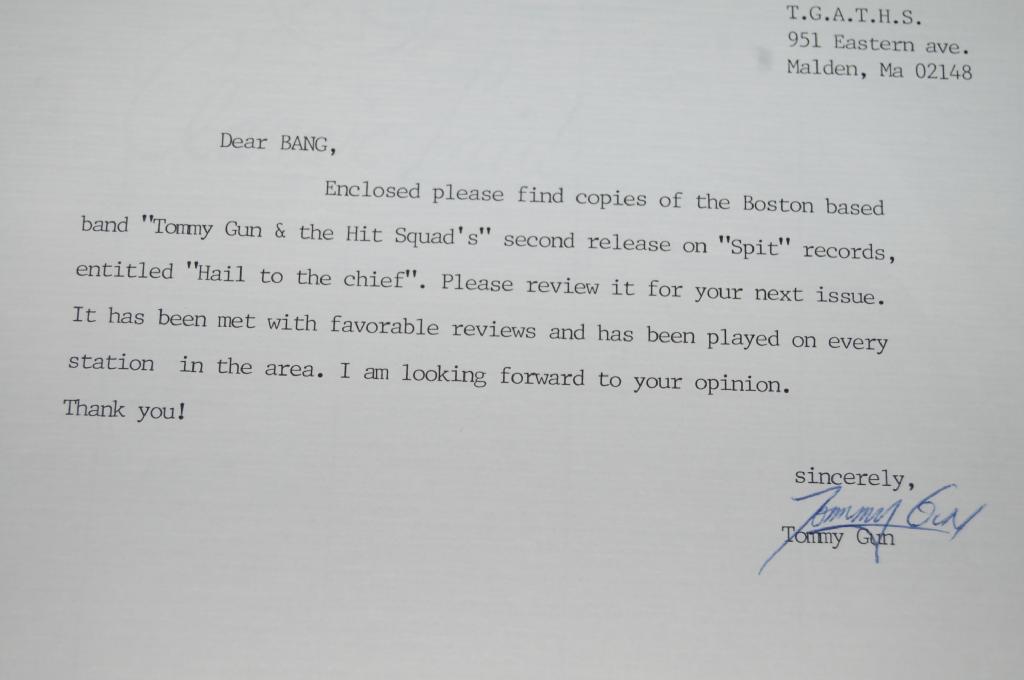 T.G.A.T.H.S.
951 Eastern ave.
Malden, Ma 02148
Dear BANG,
Enclosed please find copies of the Boston based
band "Tommy Gun & the Hit Squad's" second release on "Spit" records,
entitled "Hail to the chief". Please review it for your next issue.
It has been met with favorable reviews and has been played on every
station in the area. I am looking forward to your opinion.
Thank you!
sincerely,
Tommy Gun
Tommy Gun